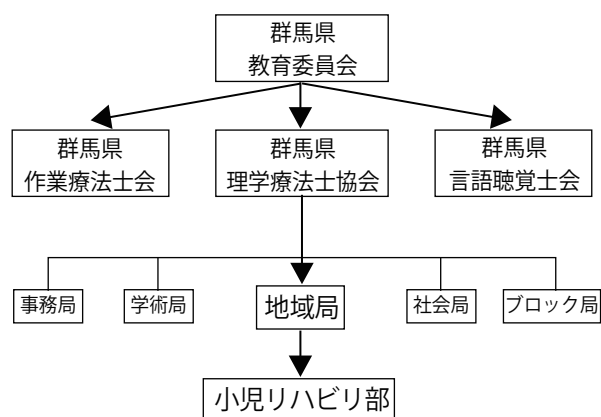 群馬県
教育委員会
群馬県
作業療法士会
群馬県
理学療法士協会
群馬県
言語聴覚士会
事務局
学術局
地域局
社会局
ブロック局
小児リハビリ部